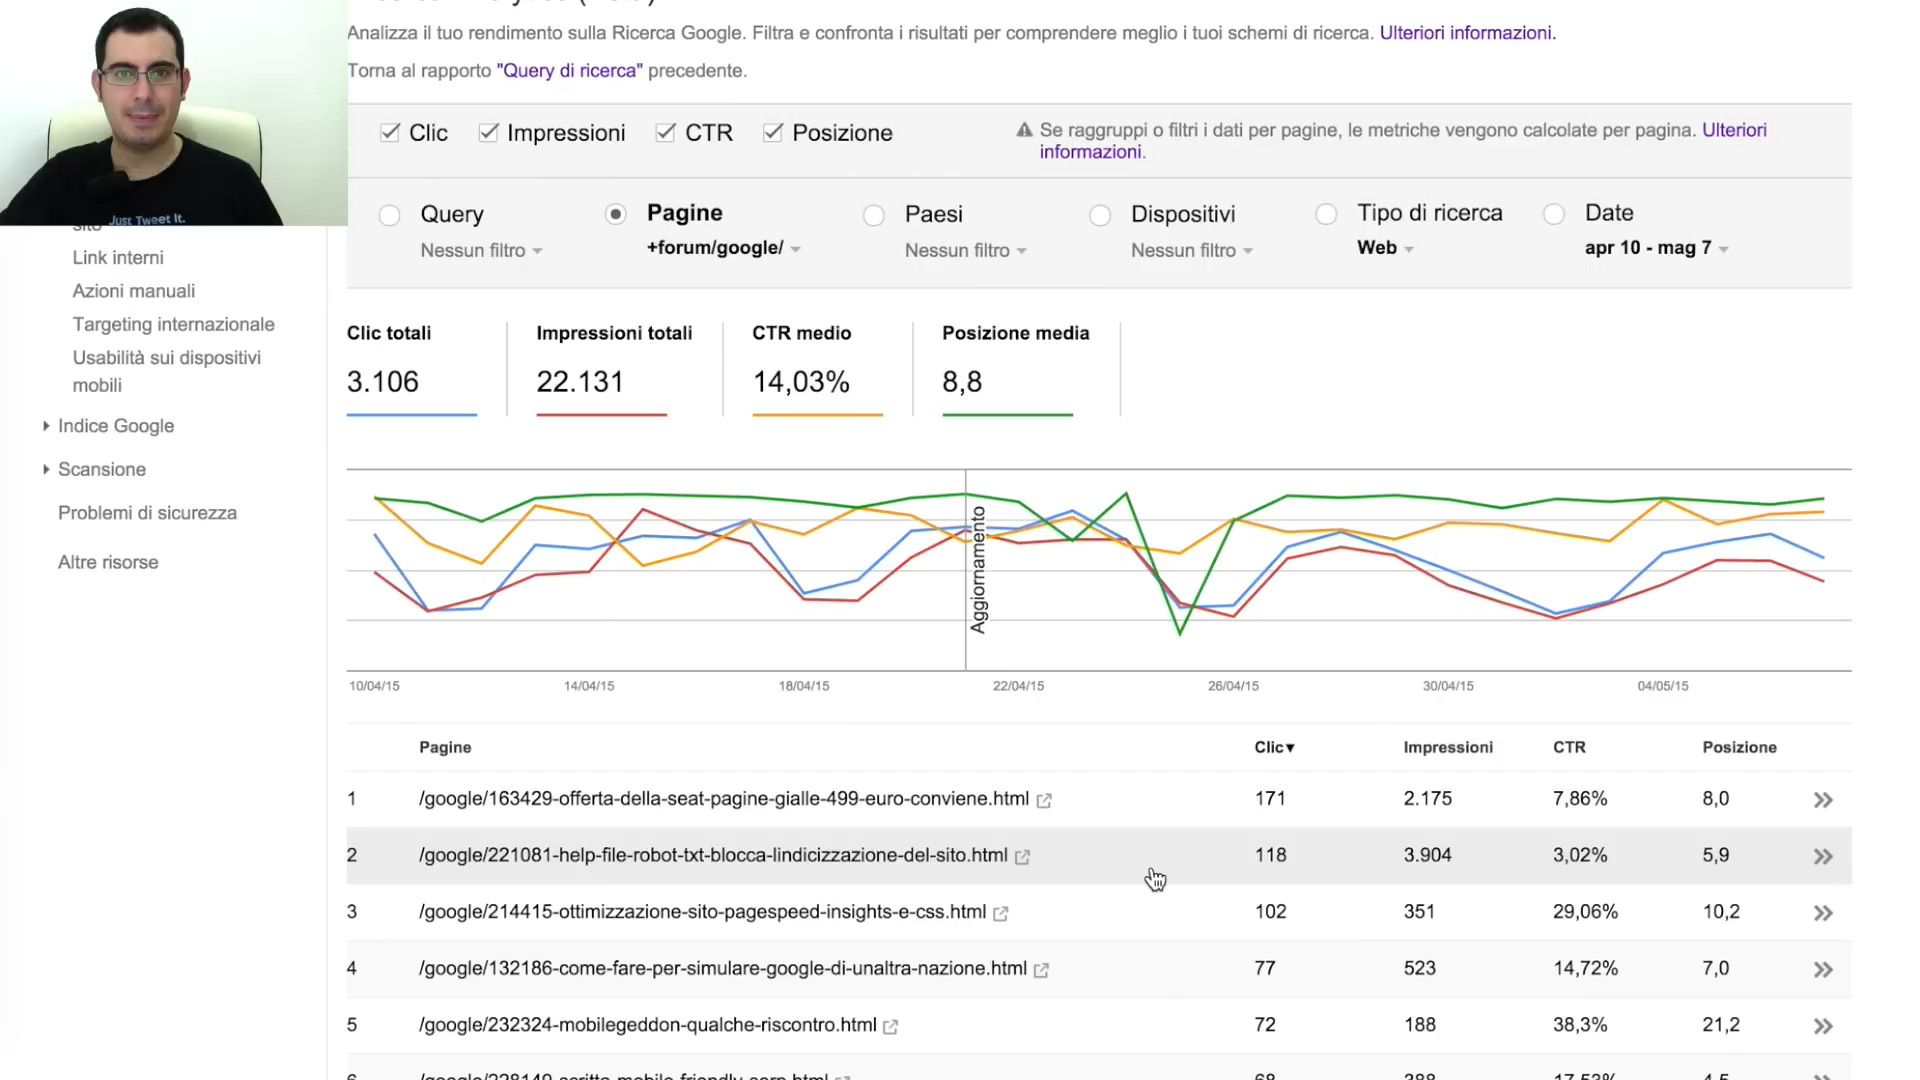 Analizza il tuo rendimento sulla Ricerca Google. Filtra e confronta i risultati per comprendere meglio i tuoi schemi di ricerca. Ulteriori informazioni.
Torna al rapporto "Query di ricerca" precedente.
Clic Impressioni CTR Posizione
Se raggruppi o filtri i dati per pagine, le metriche vengono calcolate per pagina. Ulteriori
informazioni.
Just Tweet It.
sito
Link interni
Azioni manuali
Targeting internazionale
Usabilità sui dispositivi
mobili
Indice Google
Scansione
Problemi di sicurezza
Altre risorse
Query Pagine Paesi Dispositivi Tipo di ricerca Date
Nessun filtro +forum/google/ Nessun filtro Nessun filtro Web apr 10 - mag 7
Clic totali Impressioni totali CTR medio Posizione media
3.106 22.131 14,03% 8,8
Aggiornamento
10/04/15 14/04/15 18/04/15 22/04/15 26/04/15 30/04/15 04/05/15
Pagine Clic▼ Impressioni CTR Posizione
1 /google/163429-offerta-della-seat-pagine-gialle-499-euro-conviene.html 171 2.175 7,86% 8,0 »
2 /google/221081-help-file-robot-txt-blocca-lindicizzazione-del-sito.html 118 3.904 3,02% 5,9 »
3 /google/214415-ottimizzazione-sito-pagespeed-insights-e-css.html 102 351 29,06% 10,2 »
4 /google/132186-come-fare-per-simulare-google-di-unaltra-nazione.html 77 523 14,72% 7,0 »
5 /google/232324-mobilegeddon-qualche-riscontro.html 72 188 38,3% 21,2 »